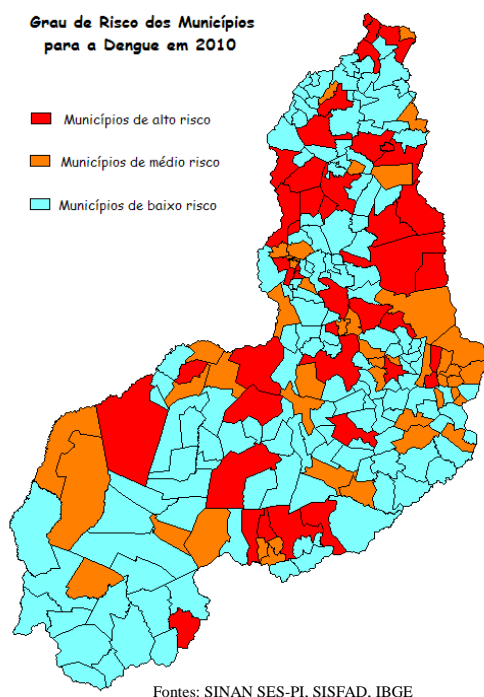 Grau de Risco dos Municípios
para a Dengue em 2010
Municípios de alto risco
Municípios de médio risco
Municípios de baixo risco
Fontes: SINAN SES-PI, SISFAD, IBGE